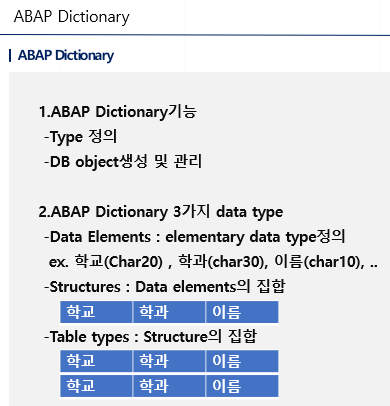 ABAP Dictionary
ABAP Dictionary
1.ABAP Dictionary기능
-Type 정의
-DB object생성 및 관리
2.ABAP Dictionary 3가지 data type
-Data Elements : elementary data type정의
ex. 학교(Char20) , 학과(char30), 이름(char10), ..
-Structures : Data elements의 집합
학교 학과 이름
-Table types : Structure의 집합
학교 학과 이름
학교 학과 이름